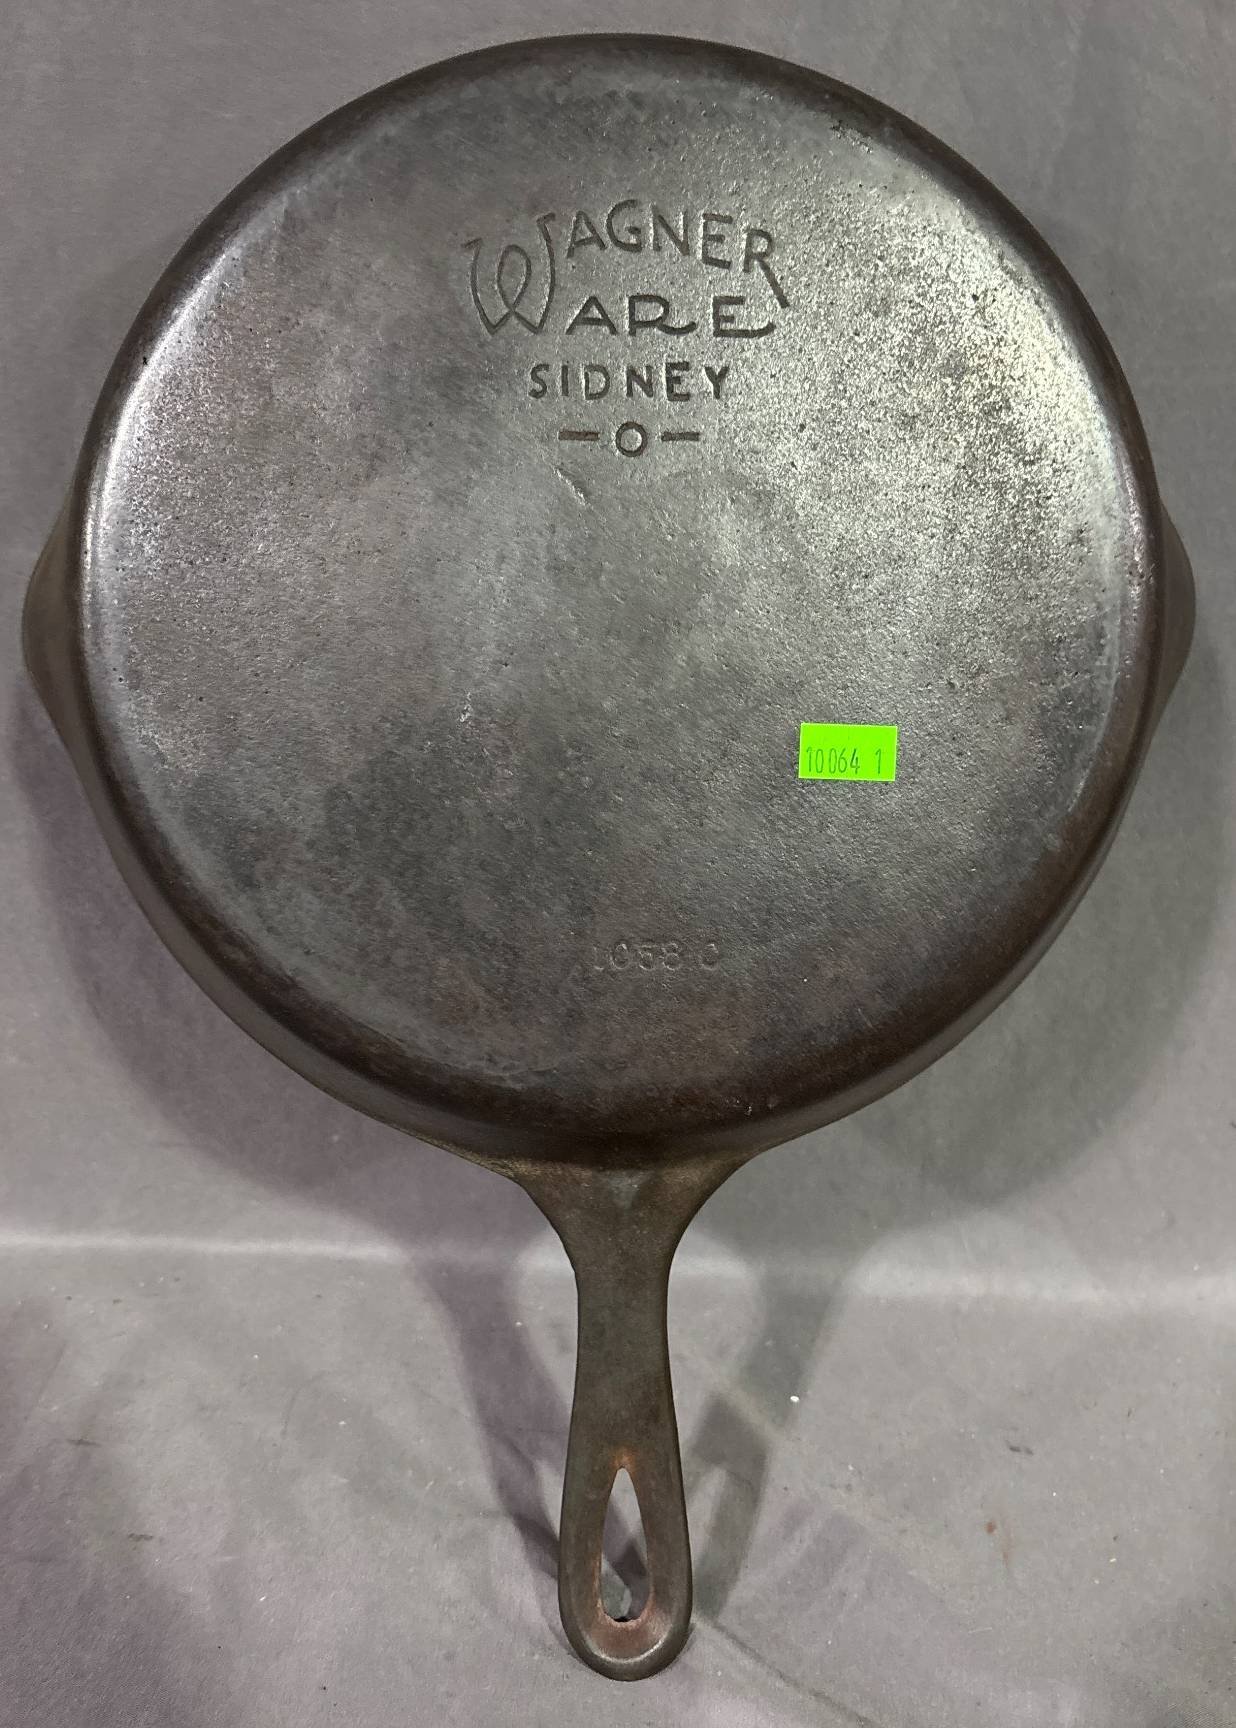 WAGNER
WARE
SIDNEY
-O-
10064 1
1058 C